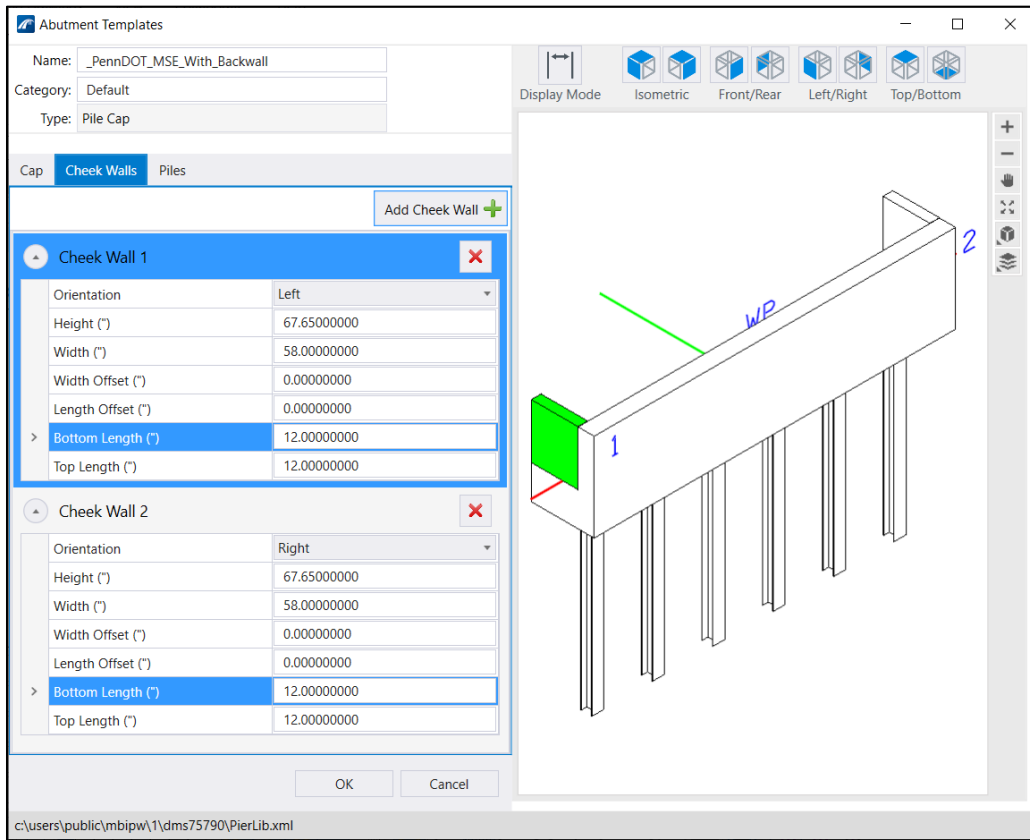 Abutment Templates
Name: _PennDOT_MSE_With_Backwall
Category: Default
Type: Pile Cap
Display Mode Isometric Front/Rear Left/Right Top/Bottom
Cap Cheek Walls Piles
Add Cheek Wall
Cheek Wall 1
Orientation Left
Height (") 67.65000000
Width (") 58.00000000
Width Offset (") 0.00000000
Length Offset (") 0.00000000
Bottom Length (") 12.00000000
Top Length (") 12.00000000
Cheek Wall 2
Orientation Right
Height (") 67.65000000
Width (") 58.00000000
Width Offset (") 0.00000000
Length Offset (") 0.00000000
Bottom Length (") 12.00000000
Top Length (") 12.00000000
OK Cancel
2
WP
1
c:\users\public\mbipw\1\dms75790\PierLib.xml